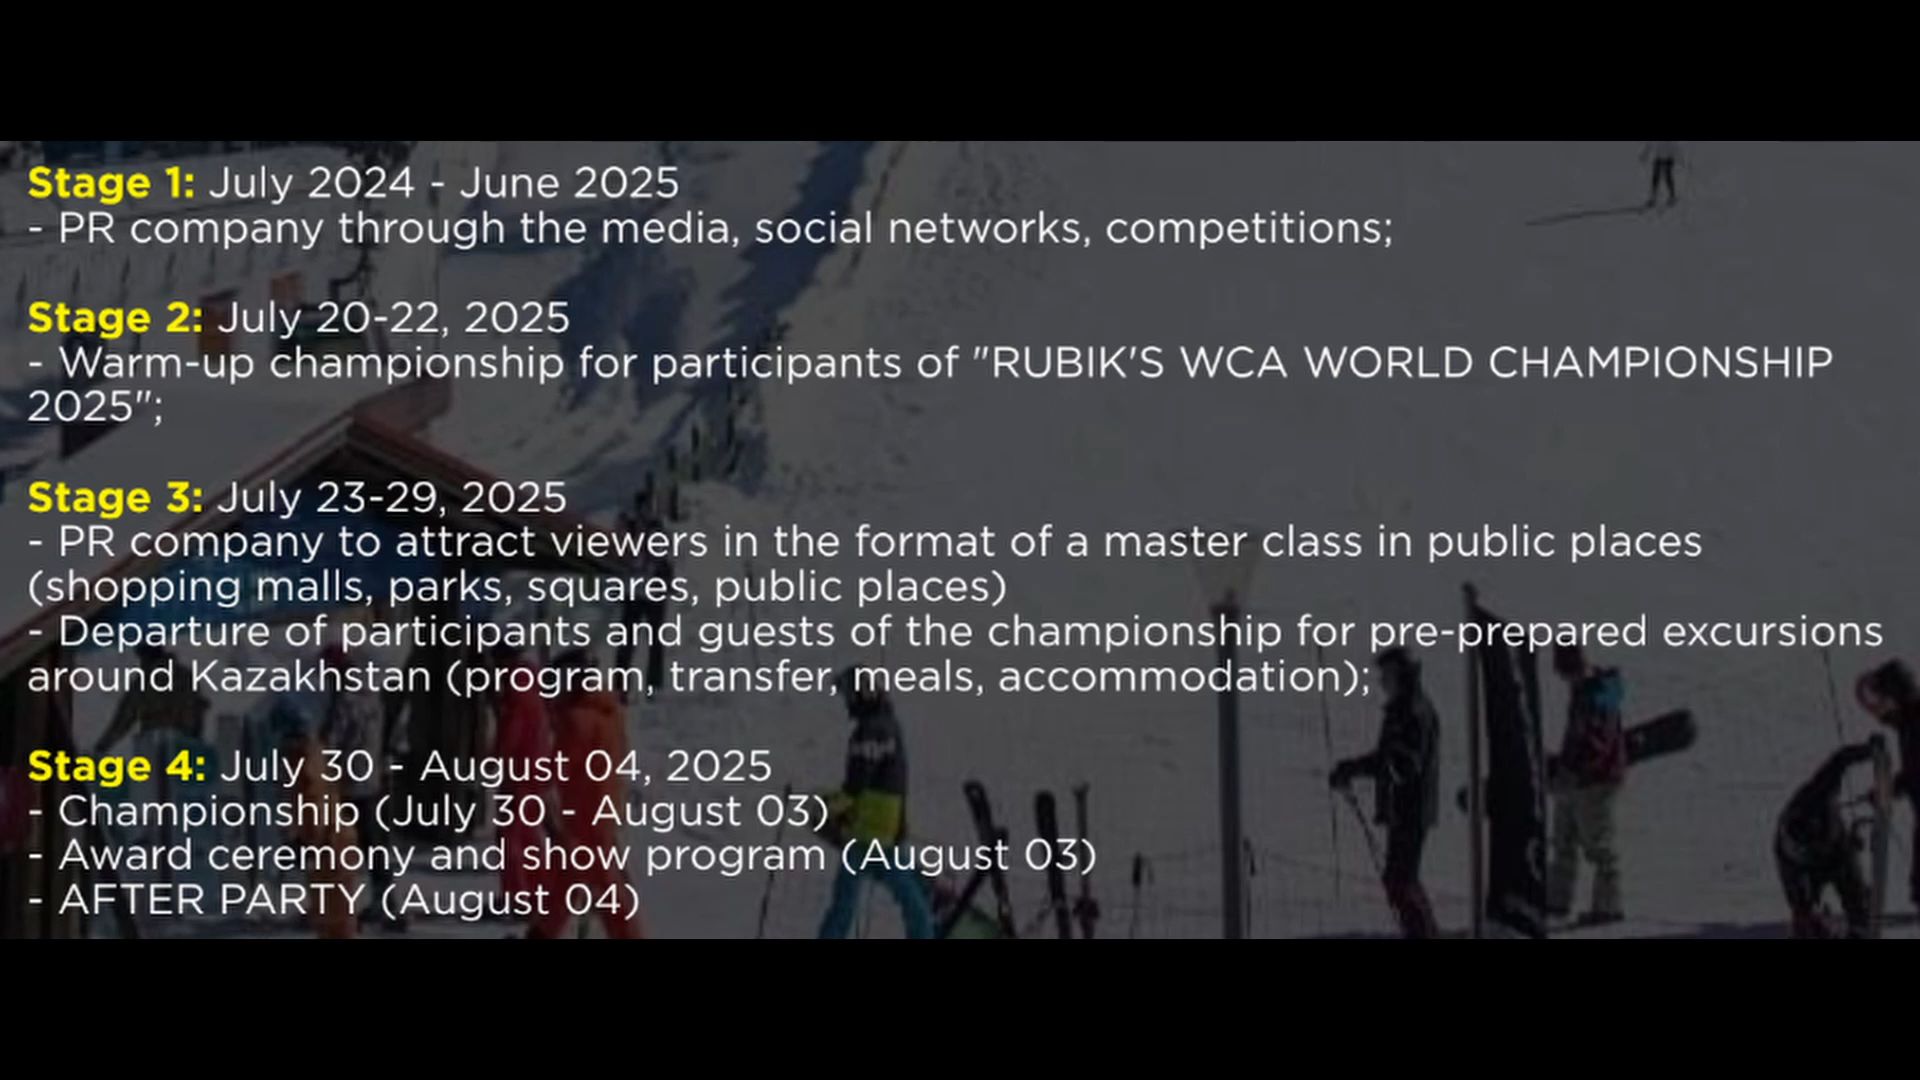 Stage 1: July 2024 - June 2025
- PR company through the media, social networks, competitions;
Stage 2: July 20-22, 2025
- Warm-up championship for participants of "RUBIK'S WCA WORLD CHAMPIONSHIP
2025";
Stage 3: July 23-29, 2025
- PR company to attract viewers in the format of a master class in public places
(shopping malls, parks, squares, public places)
- Departure of participants and guests of the championship for pre-prepared excursions
around Kazakhstan (program, transfer, meals, accommodation);
Stage 4: July 30 - August 04, 2025
- Championship (July 30 - August 03)
- Award ceremony and show program (August 03)
- AFTER PARTY (August 04)